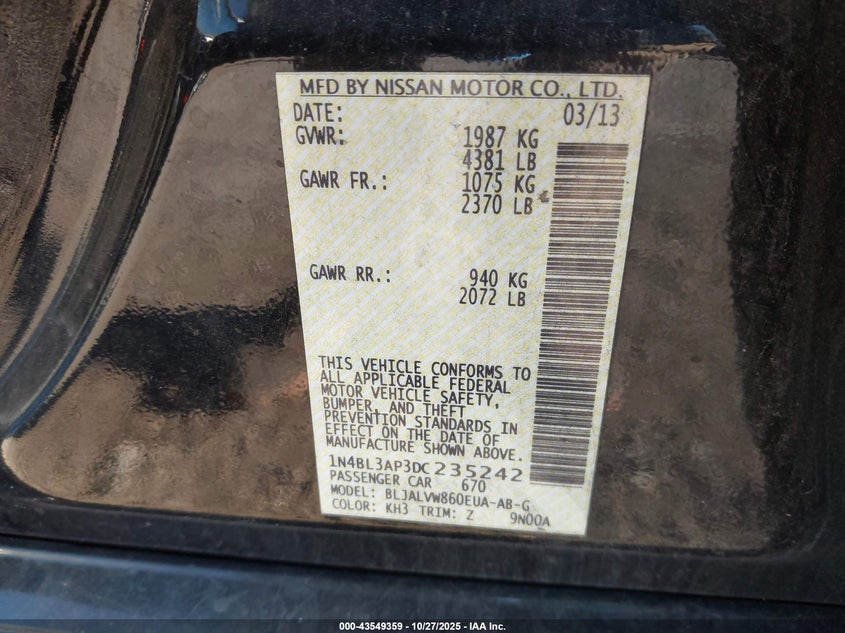 MFD BY NISSAN MOTOR CO., LTD.
DATE: 03/13
GVWR: 1987 KG
4381 LB
GAWR FR.: 1075 KG
2370 LB
GAWR RR.: 940 KG
2072 LB
THIS VEHICLE CONFORMS TO
ALL APPLICABLE FEDERAL
MOTOR VEHICLE SAFETY,
BUMPER, AND THEFT
PREVENTION STANDARDS IN
EFFECT ON THE DATE OF
MANUFACTURE SHOWN ABOVE.
1N4BL3AP3DC235242
PASSENGER CAR 670
MODEL: BLJALVW860EUA-AB-G
COLOR: KH3 TRIM: Z 9N00A
000-43549359 | 10/27/2025 | IAA Inc.